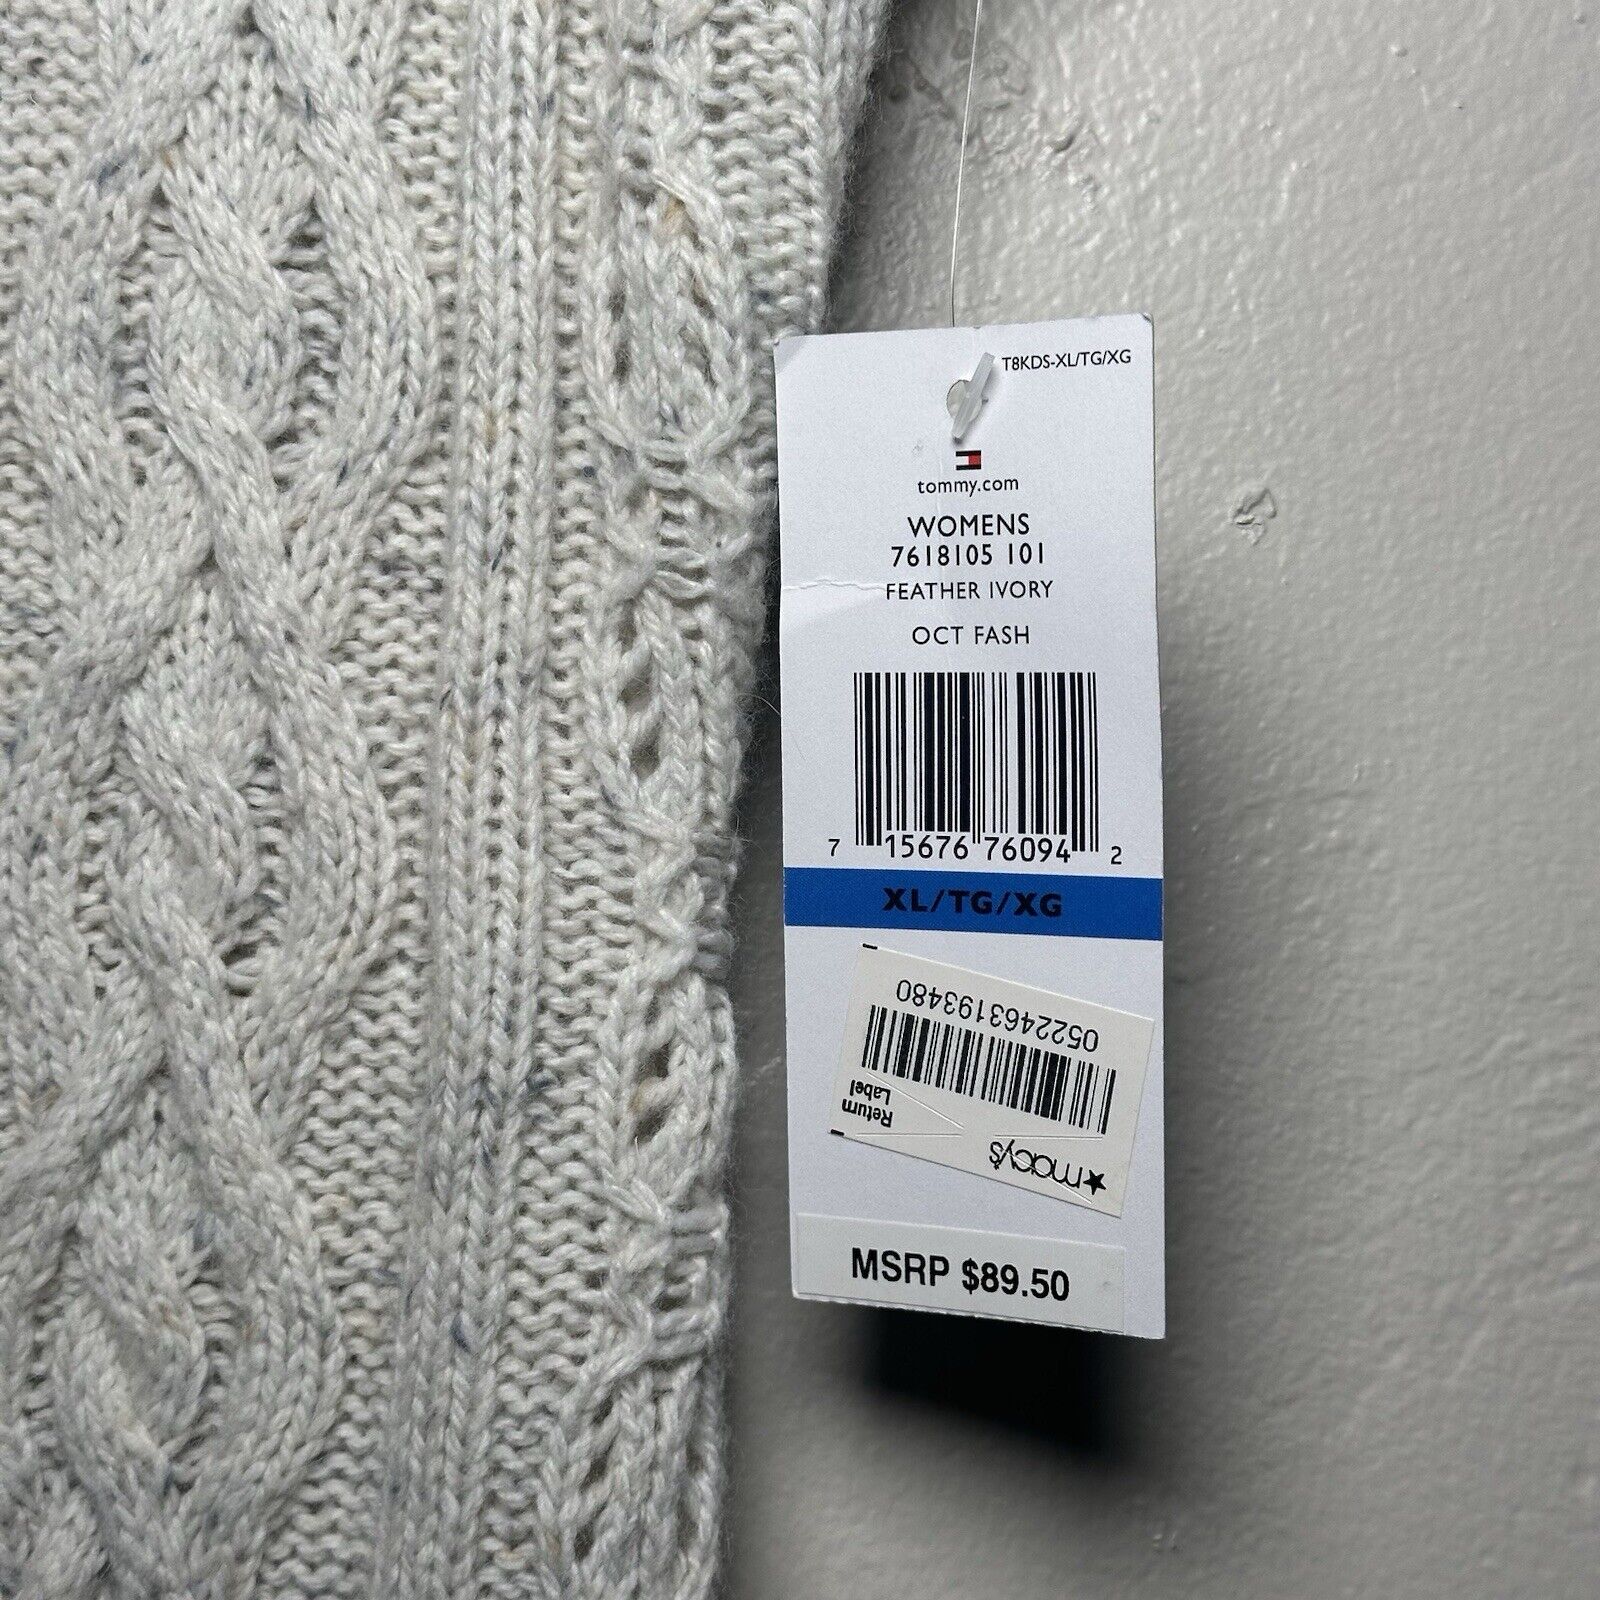 T8KDS-XL/TG/XG
tommy.com
WOMENS
7618105 101
FEATHER IVORY
OCT FASH
7 15676 76094 2
XL/TG/XG
★macy's
Return
Label
0522463193480
MSRP $89.50